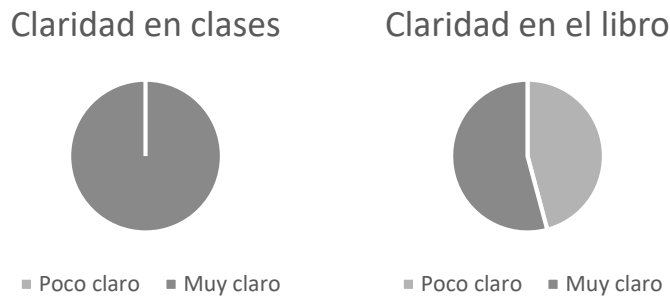 Claridad en clases
Poco claro Muy claro
Claridad en el libro
Poco claro Muy claro